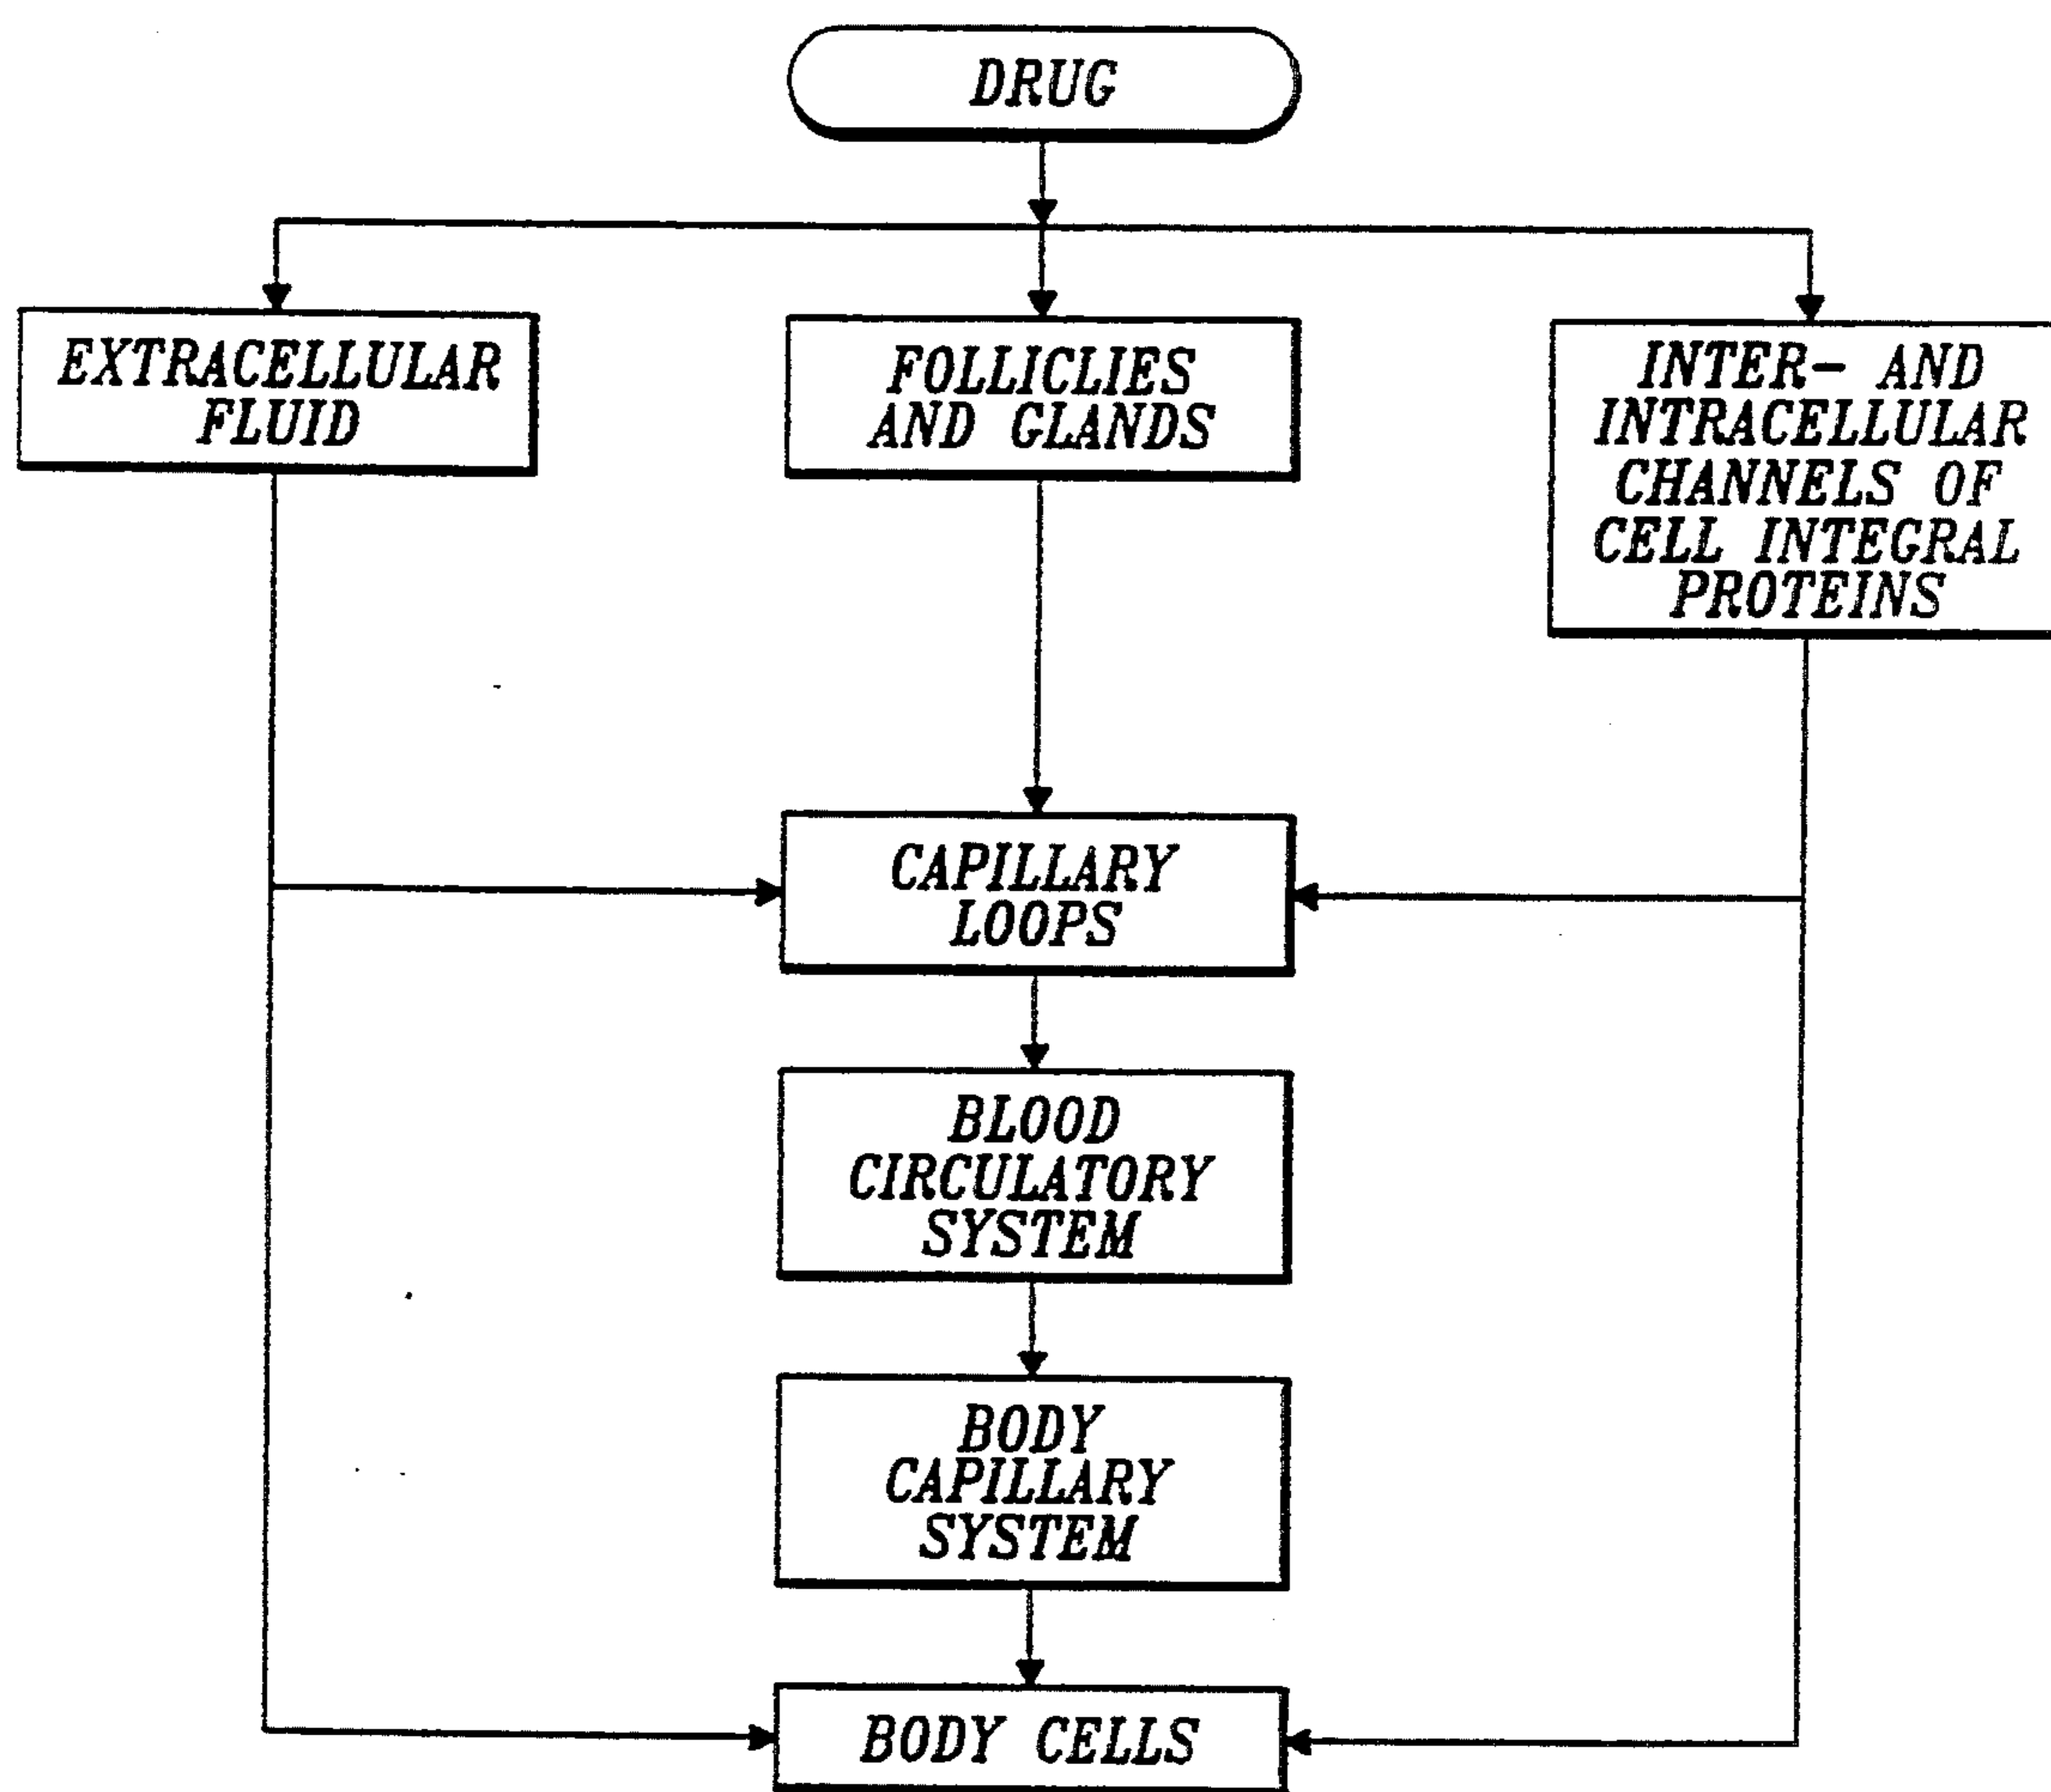 DRUG
EXTRACELLULAR
FLUID
FOLLICLIES
AND GLANDS
INTER- AND
INTRACELLULAR
CHANNELS OF
CELL INTEGRAL
PROTEINS
CAPILLARY
LOOPS
BLOOD
CIRCULATORY
SYSTEM
BODY
CAPILLARY
SYSTEM
BODY CELLS